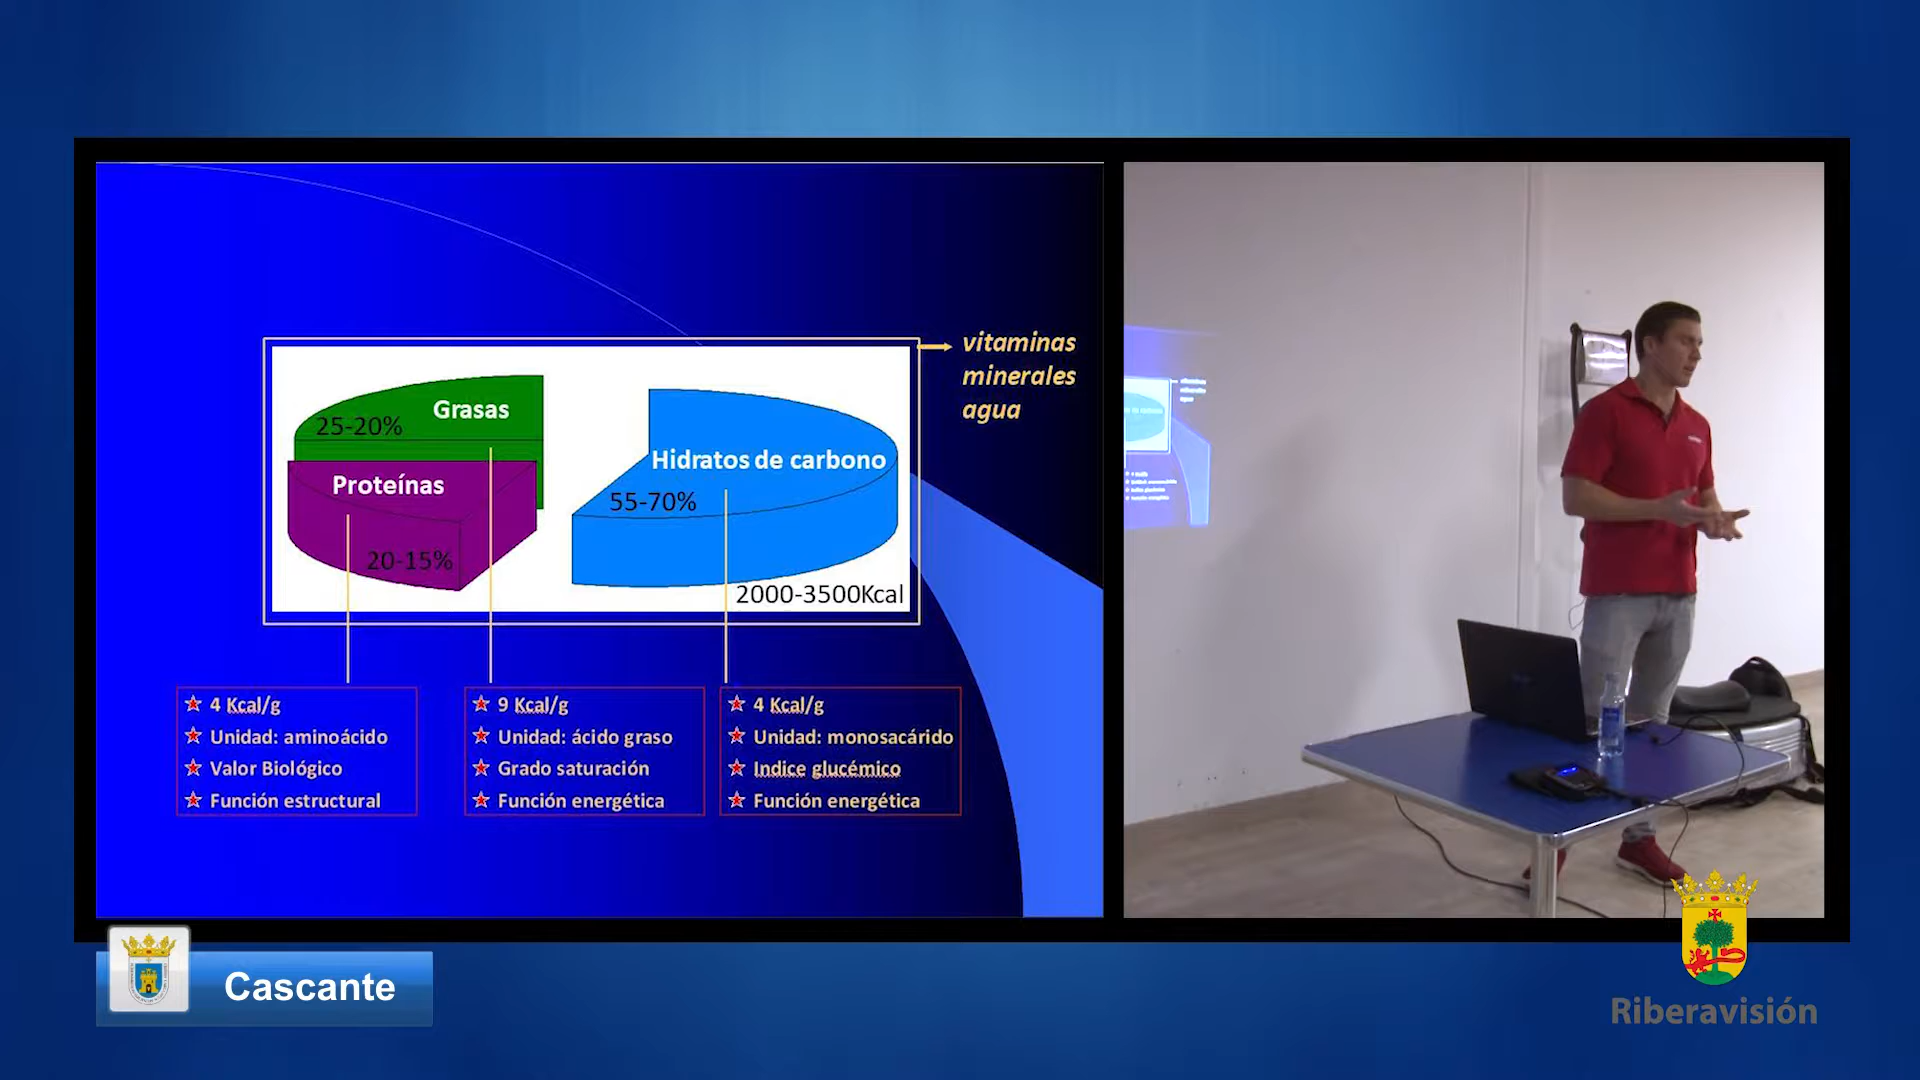 vitaminas
minerales
agua
Grasas
25-20%
Proteínas
20-15%
Hidratos de carbono
55-70%
2000-3500Kcal
4 Kcal/g
Unidad: aminoácido
Valor Biológico
Función estructural
9 Kcal/g
Unidad: ácido graso
Grado saturación
Función energética
4 Kcal/g
Unidad: monosacárido
Indice glucémico
Función energética
Cascante
Riberavisión